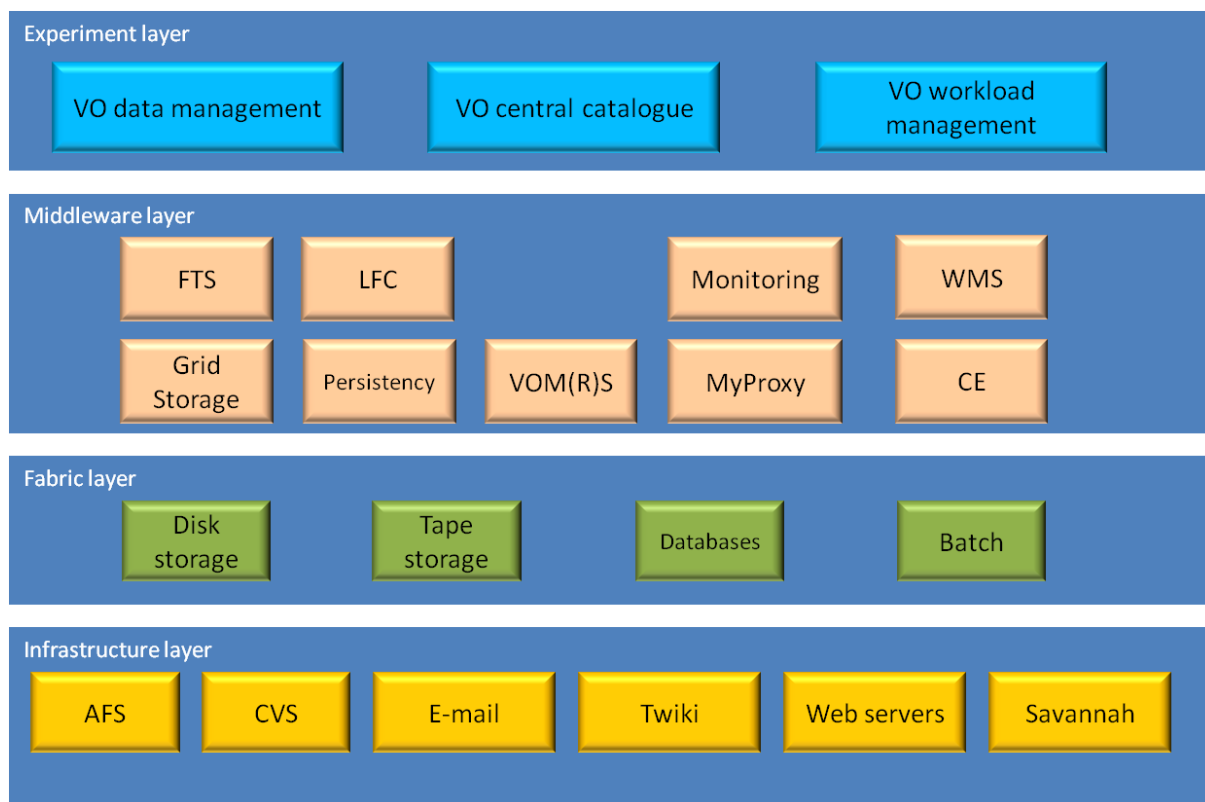 Experiment layer
VO data management
VO central catalogue
VO workload
management
Middleware layer
FTS
LFC
Monitoring
WMS
Grid
Storage
Persistency
VOM(R)S
MyProxy
CE
Fabric layer
Disk
storage
Tape
storage
Databases
Batch
Infrastructure layer
AFS
CVS
E-mail
Twiki
Web servers
Savannah